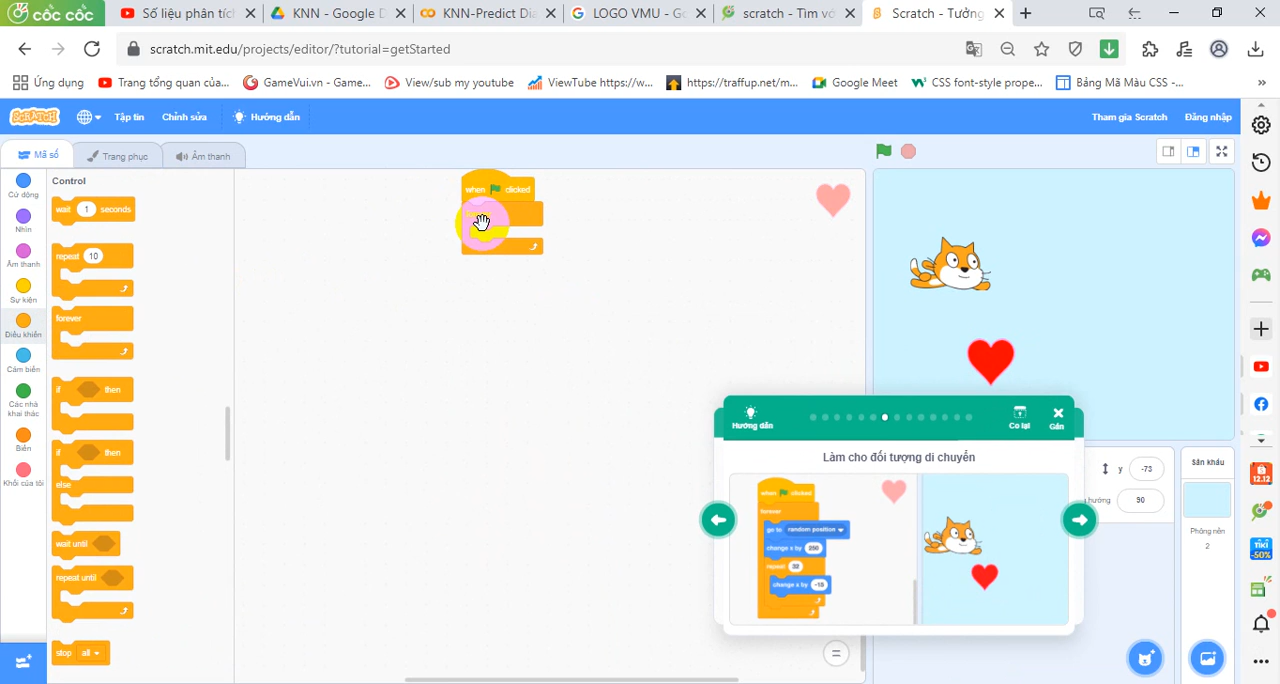 cốc cốc
Số liệu phân tích
KNN - Google D
KNN-Predict Dia
LOGO VMU - Go
scratch - Tìm vớ
Scratch - Tưởng
scratch.mit.edu/projects/editor/?tutorial=getStarted
Ứng dụng
Trang tổng quan của...
GameVui.vn - Game...
View/sub my youtube
ViewTube https://w...
https://traffup.net/m...
Google Meet
CSS font-style prope...
Bảng Mã Màu CSS -...
SCRATCH
Tập tin
Chỉnh sửa
Hướng dẫn
Tham gia Scratch
Đăng nhập
Mã số
Trang phục
Âm thanh
Cử động
Nhìn
Âm thanh
Sự kiện
Điều khiển
Cảm biến
Các nhà
khai thác
Biến
Khối của tôi
Control
wait 1 seconds
repeat 10
forever
if then
if then
else
wait until
repeat until
stop all
when clicked
Hướng dẫn
Co lại
Gần
Làm cho đối tượng di chuyển
when clicked
forever
go to random position
change x by 250
repeat 32
change x by -15
y -73
hướng 90
Sân khấu
Phông nền
2
12.12
TIKI
-50%